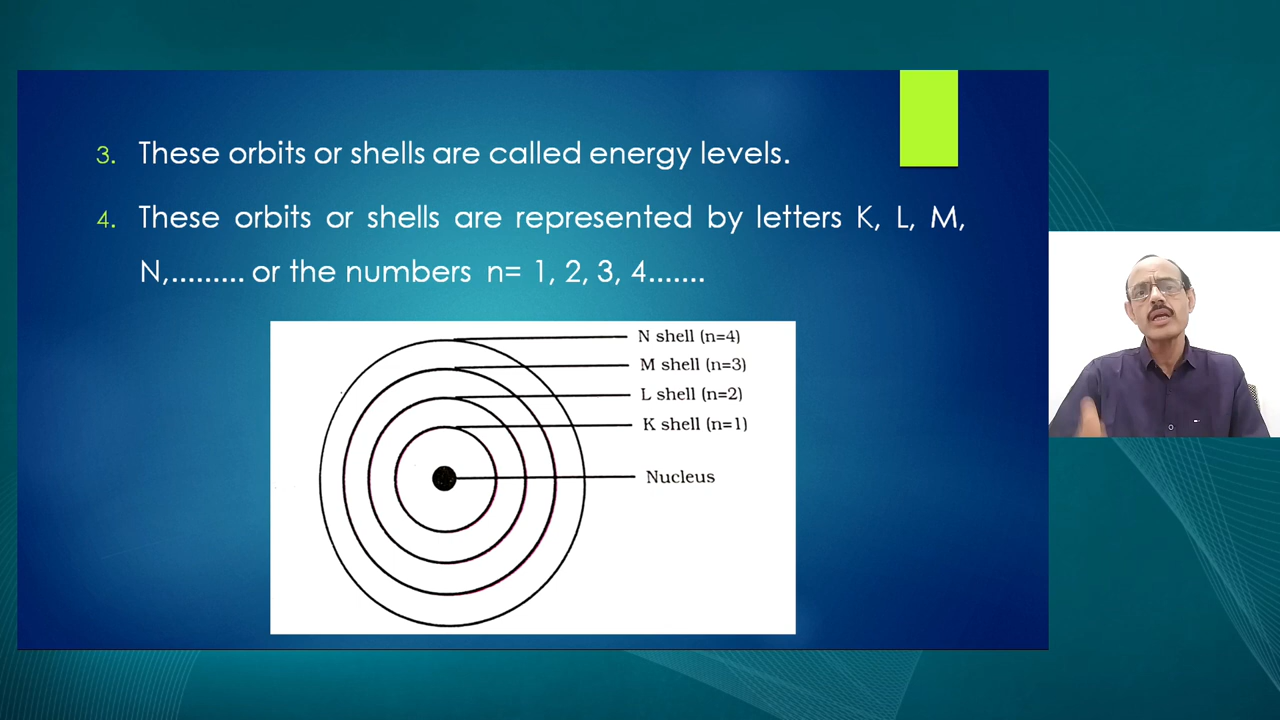 3. These orbits or shells are called energy levels.
4. These orbits or shells are represented by letters K, L, M,
N,......... or the numbers n= 1, 2, 3, 4.......
N shell (n=4)
M shell (n=3)
L shell (n=2)
K shell (n=1)
Nucleus